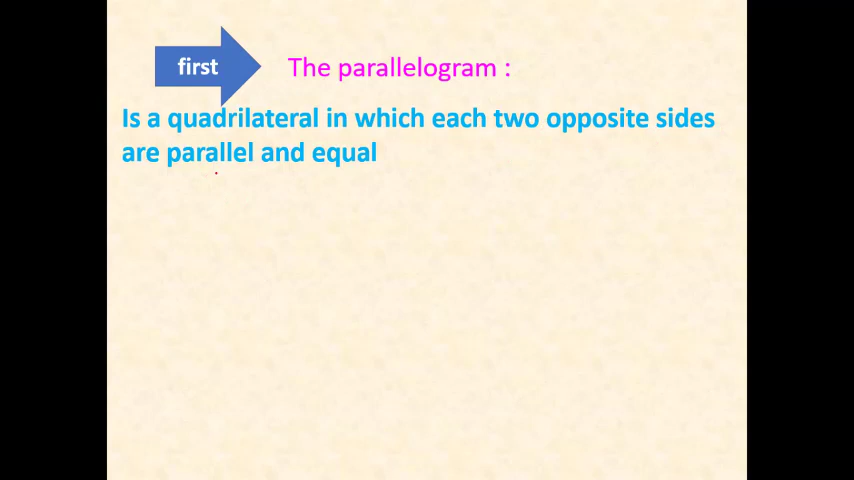 first
The parallelogram :
Is a quadrilateral in which each two opposite sides
are parallel and equal